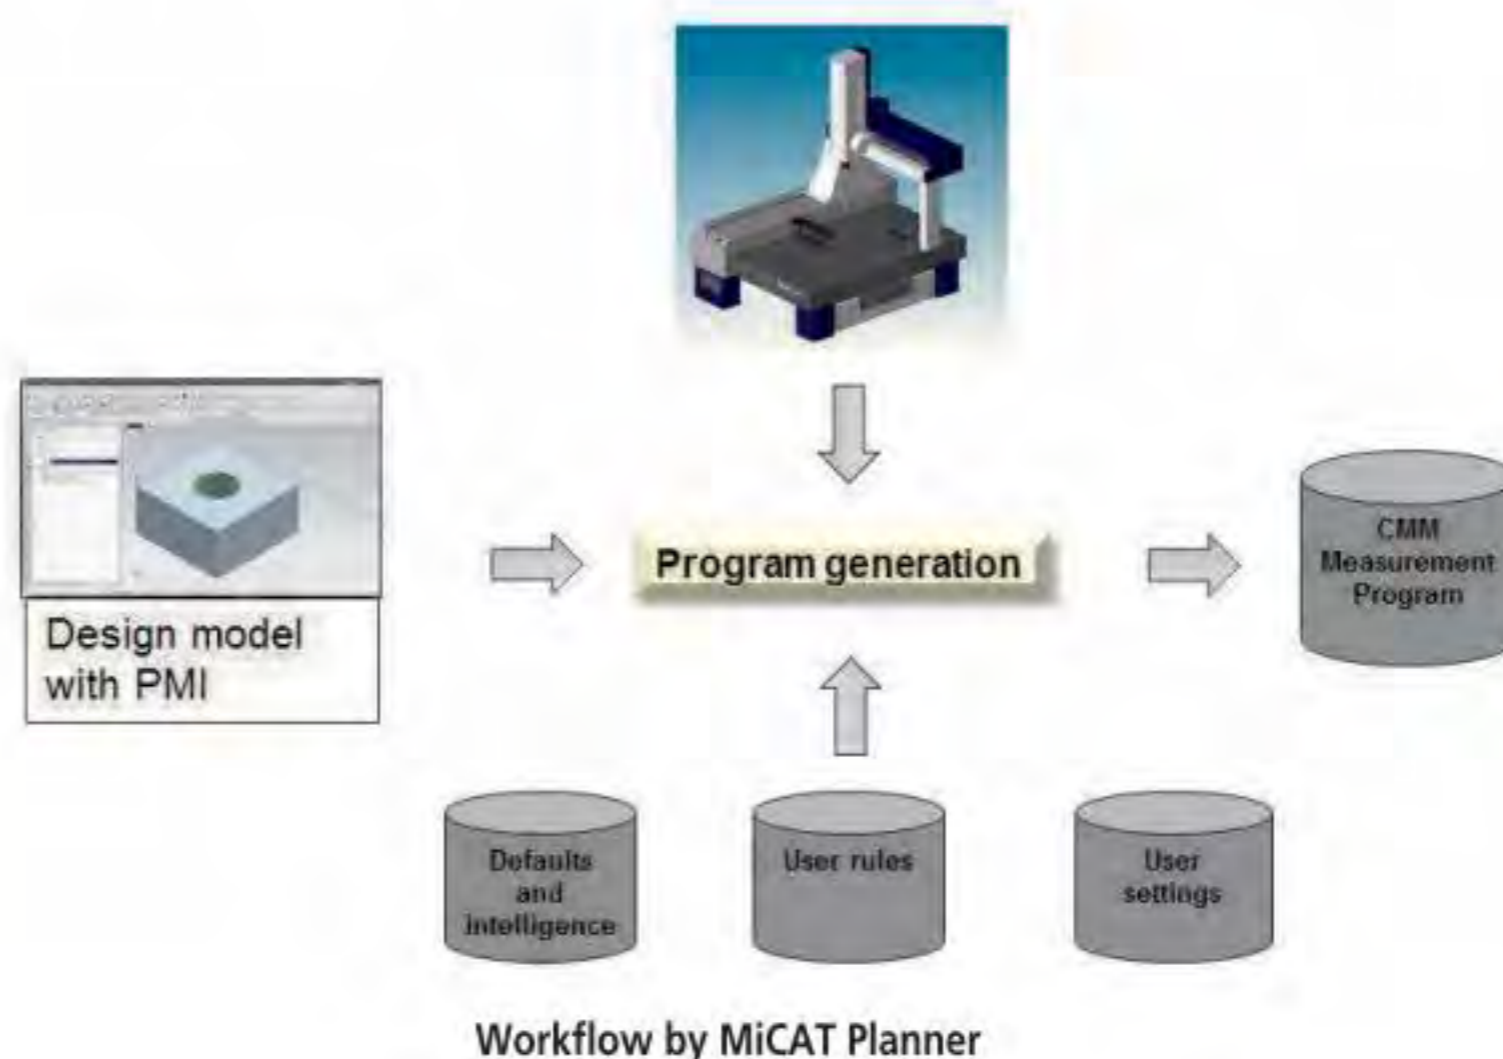 Design model
with PMI
Program generation
CMM
Measurement
Program
Defaults
and
intelligence
User rules
User
settings
Workflow by MiCAT Planner